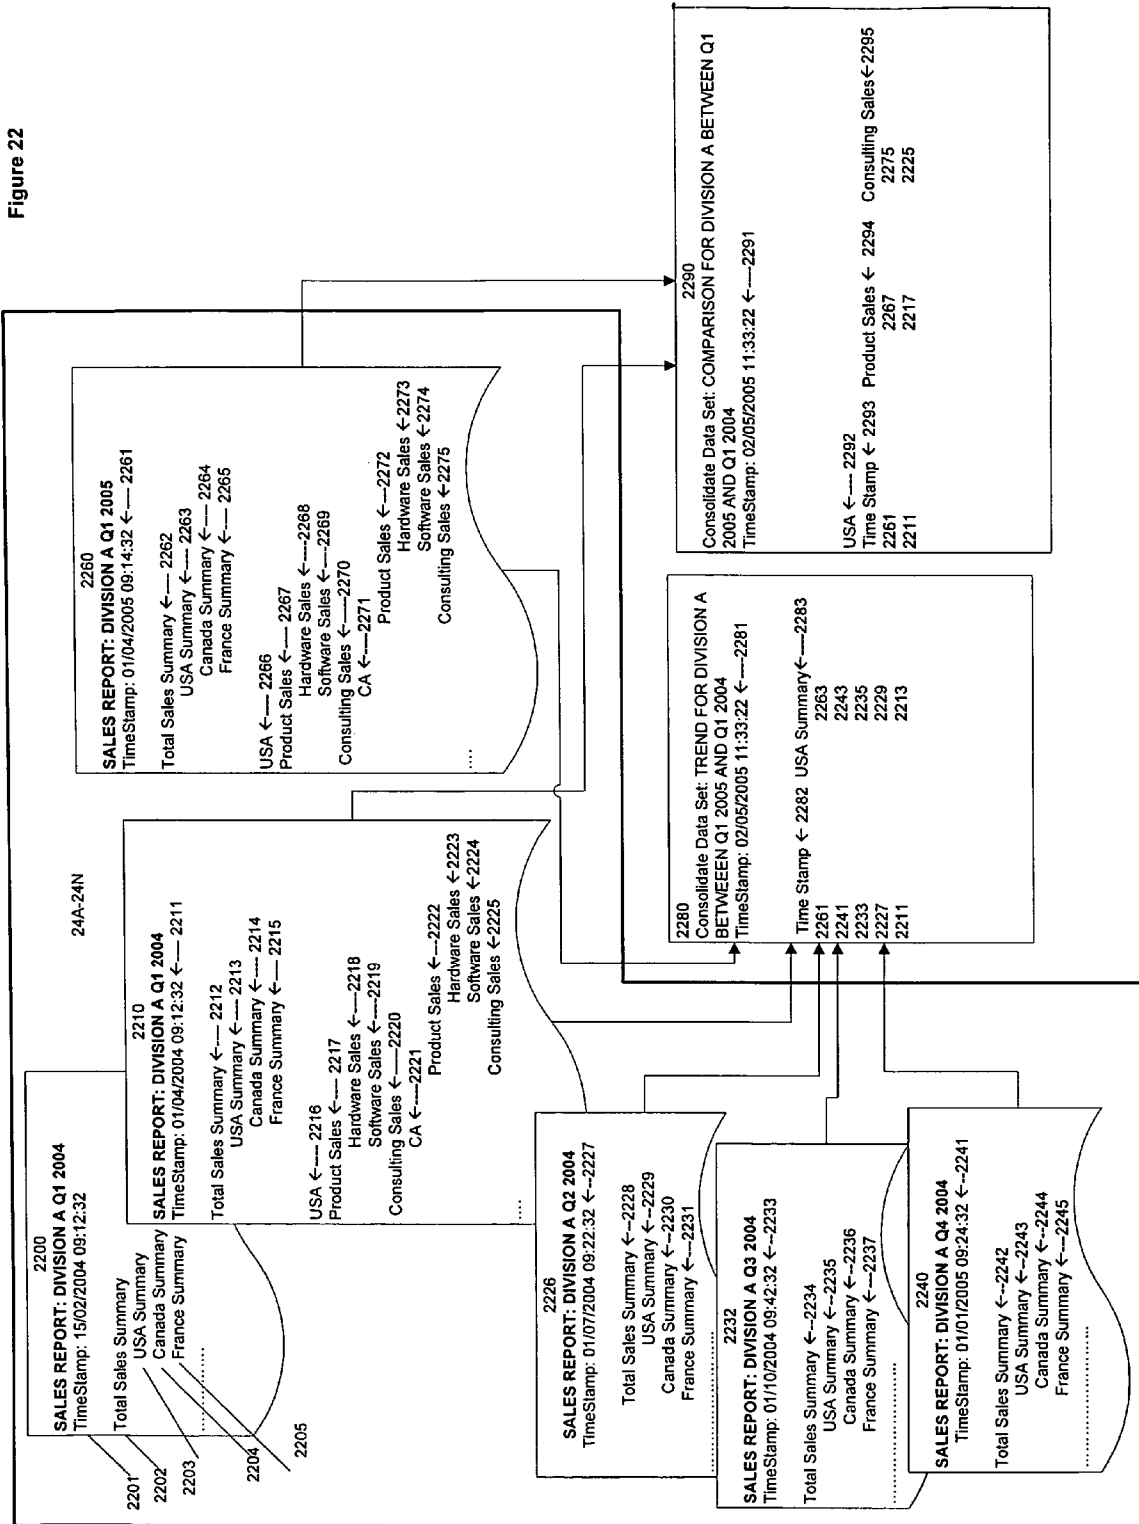 Figure 22
24A-24N
2200
SALES REPORT: DIVISION A Q1 2004
TimeStamp: 15/02/2004 09:12:32
Total Sales Summary
USA Summary
Canada Summary
France Summary
..................
2201
2202
2203
2204
2205
2210
SALES REPORT: DIVISION A Q1 2004
TimeStamp: 01/04/2004 09:12:32 ←---- 2211
Total Sales Summary ←---- 2212
USA Summary ←---- 2213
Canada Summary ←---- 2214
France Summary ←---- 2215
USA ←---- 2216
Product Sales ←---- 2217
Hardware Sales ←----2218
Software Sales ←----2219
Consulting Sales ←----2220
CA ←----2221
Product Sales ←---2222
Hardware Sales ←2223
Software Sales ←2224
Consulting Sales ←2225
....
2260
SALES REPORT: DIVISION A Q1 2005
TimeStamp: 01/04/2005 09:14:32 ←---- 2261
Total Sales Summary ←---- 2262
USA Summary ←---- 2263
Canada Summary ←---- 2264
France Summary ←---- 2265
USA ←---- 2266
Product Sales ←---- 2267
Hardware Sales ←----2268
Software Sales ←----2269
Consulting Sales ←----2270
CA ←----2271
Product Sales ←---2272
Hardware Sales ←2273
Software Sales ←2274
Consulting Sales ←2275
....
2226
SALES REPORT: DIVISION A Q2 2004
TimeStamp: 01/07/2004 09:22:32 ←--2227
Total Sales Summary ←--2228
USA Summary ←---2229
Canada Summary ←--2230
France Summary ←--2231
..................
2232
SALES REPORT: DIVISION A Q3 2004
TimeStamp: 01/10/2004 09:42:32 ←--2233
Total Sales Summary ←--2234
USA Summary ←--2235
Canada Summary ←--2236
France Summary ←--2237
..................
2240
SALES REPORT: DIVISION A Q4 2004
TimeStamp: 01/01/2005 09:24:32 ←--2241
Total Sales Summary ←--2242
USA Summary ←--2243
Canada Summary ←--2244
France Summary ←---2245
..................
2280
Consolidate Data Set: TREND FOR DIVISION A
BETWEEEN Q1 2005 AND Q1 2004
TimeStamp: 02/05/2005 11:33:22 ←----2281
Time Stamp ← 2282 USA Summary←----2283
2261 2263
2241 2243
2233 2235
2227 2229
2211 2213
2290
Consolidate Data Set: COMPARISON FOR DIVISION A BETWEEN Q1
2005 AND Q1 2004
TimeStamp: 02/05/2005 11:33:22 ←----2291
USA ←---- 2292
Time Stamp ← 2293 Product Sales ← 2294 Consulting Sales←2295
2261 2267 2275
2211 2217 2225